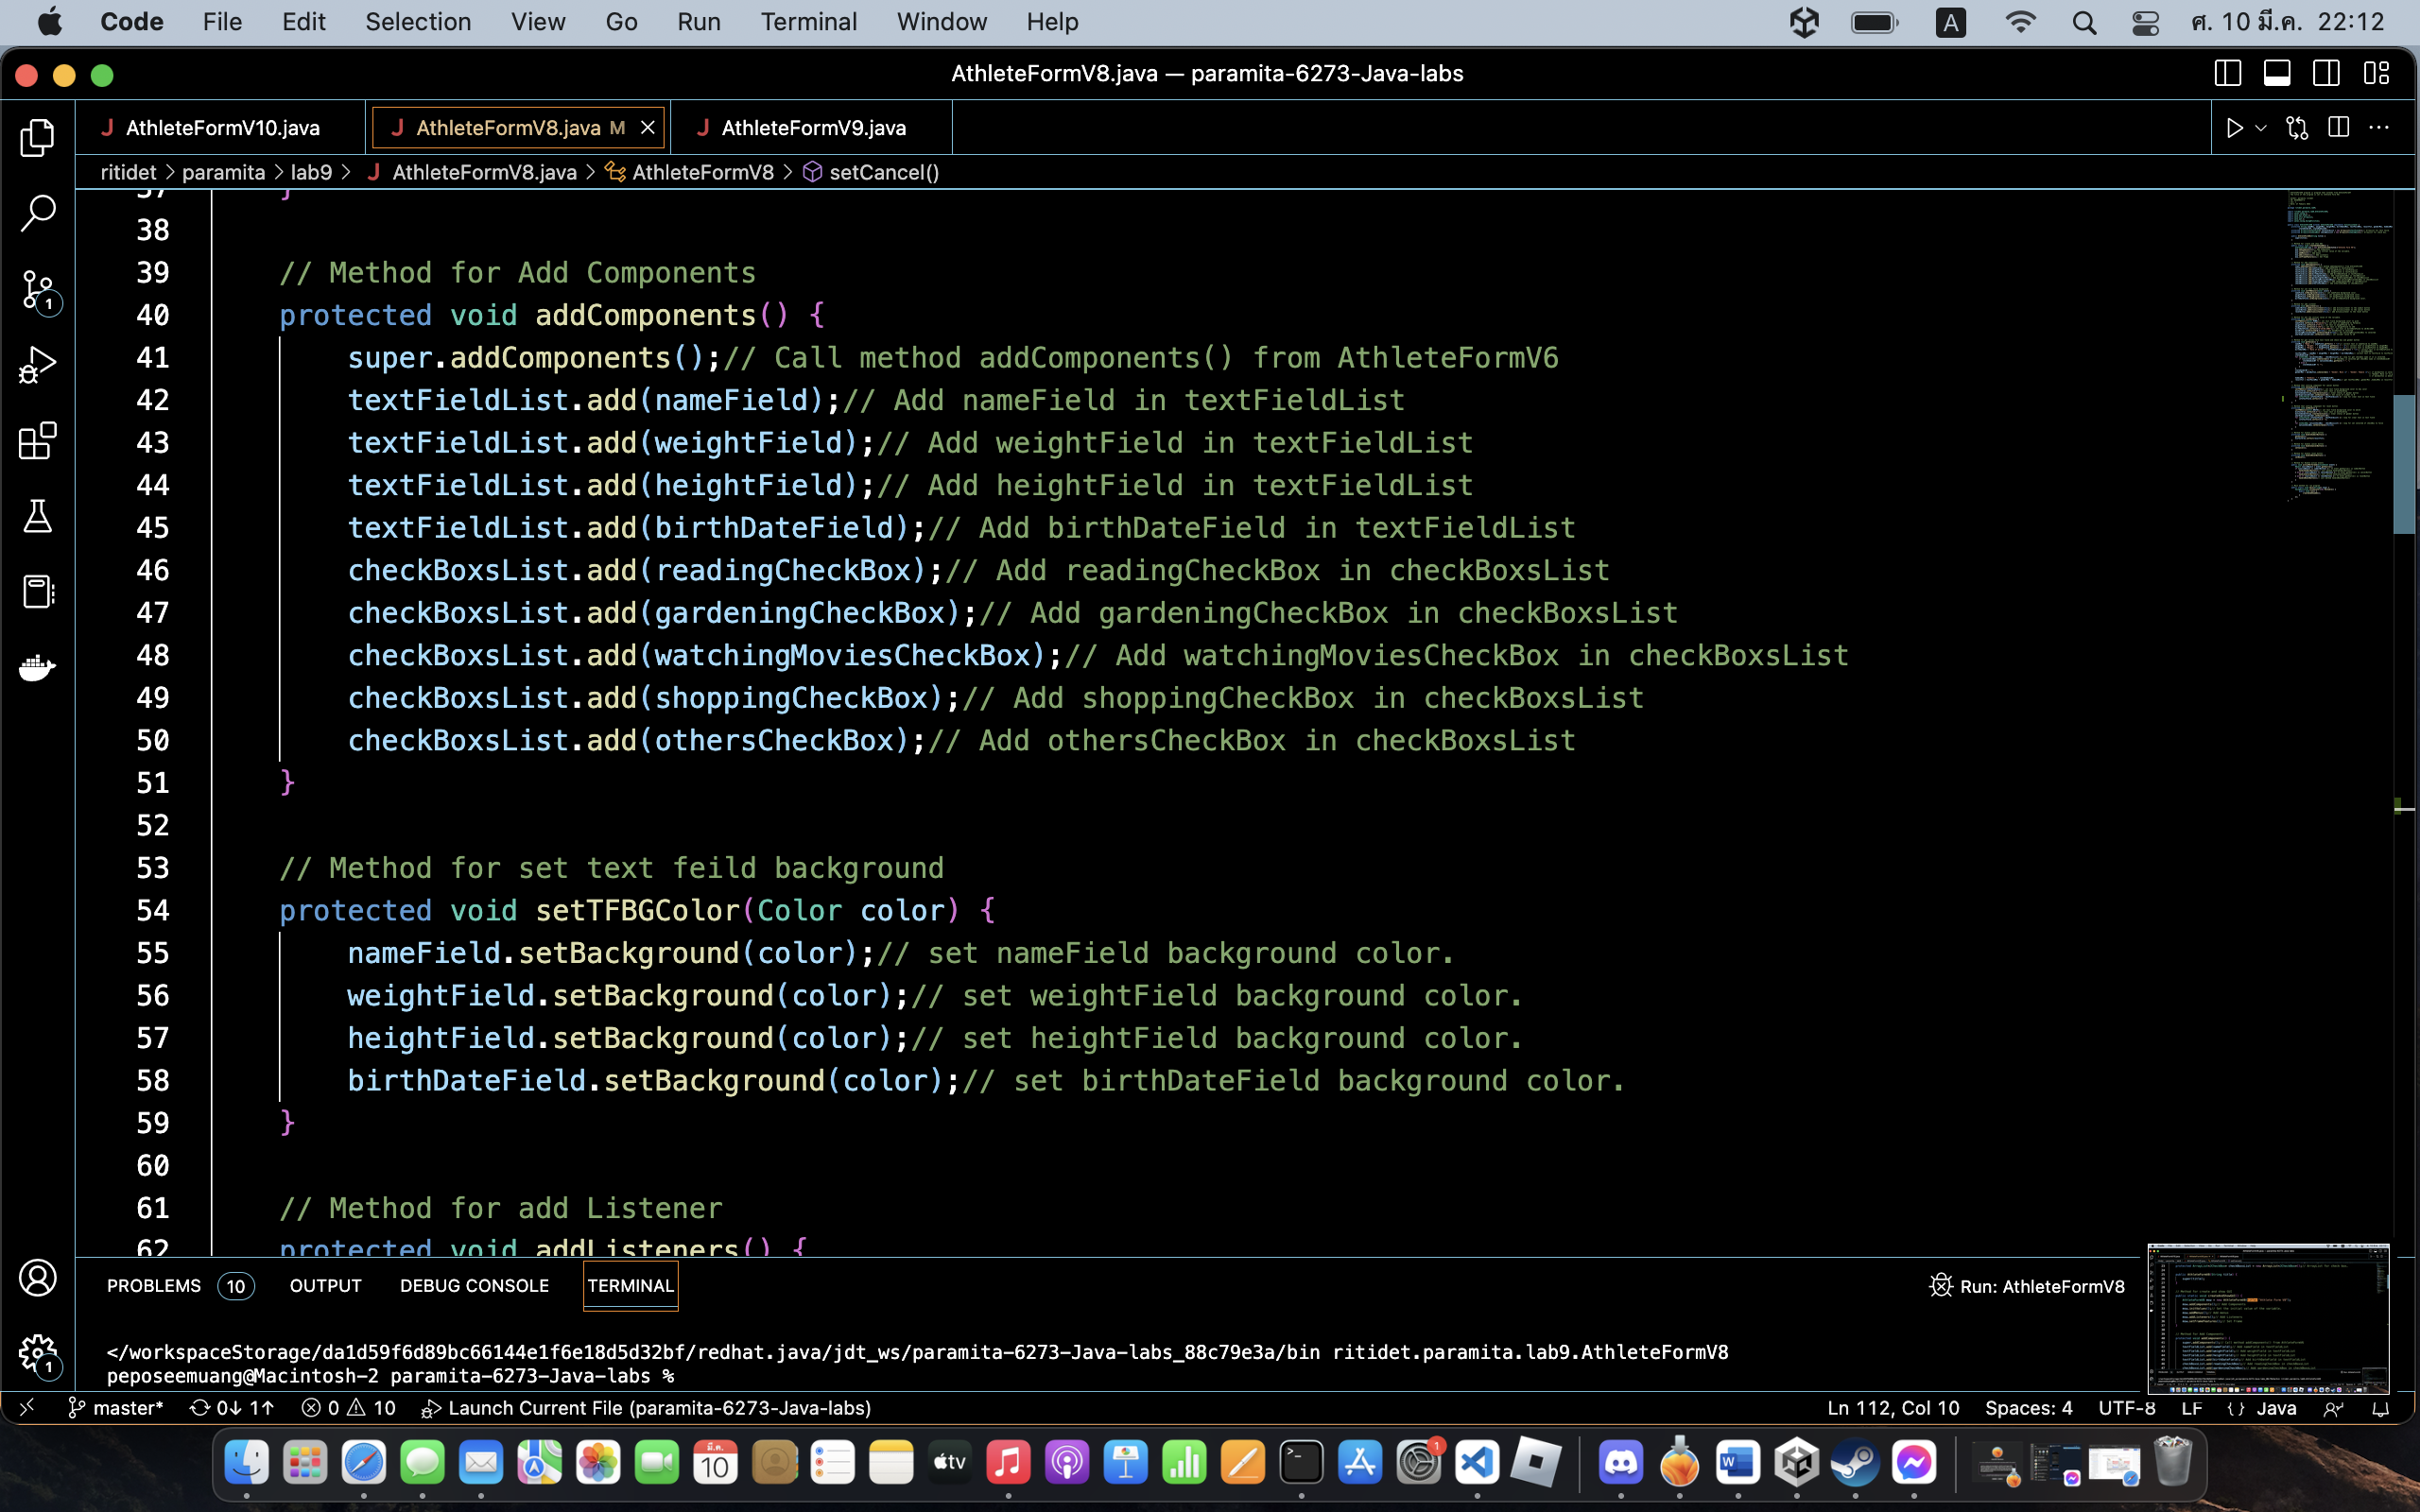 Code File Edit Selection View Go Run Terminal Window Help A ศ. 10 มี.ค. 22:12
AthleteFormV8.java — paramita-6273-Java-labs
J AthleteFormV10.java J AthleteFormV8.java M J AthleteFormV9.java
ritidet > paramita > lab9 > J AthleteFormV8.java > AthleteFormV8 > setCancel()
37 }
38
39 // Method for Add Components
40 protected void addComponents() {
41 super.addComponents();// Call method addComponents() from AthleteFormV6
42 textFieldList.add(nameField);// Add nameField in textFieldList
43 textFieldList.add(weightField);// Add weightField in textFieldList
44 textFieldList.add(heightField);// Add heightField in textFieldList
45 textFieldList.add(birthDateField);// Add birthDateField in textFieldList
46 checkBoxsList.add(readingCheckBox);// Add readingCheckBox in checkBoxsList
47 checkBoxsList.add(gardeningCheckBox);// Add gardeningCheckBox in checkBoxsList
48 checkBoxsList.add(watchingMoviesCheckBox);// Add watchingMoviesCheckBox in checkBoxsList
49 checkBoxsList.add(shoppingCheckBox);// Add shoppingCheckBox in checkBoxsList
50 checkBoxsList.add(othersCheckBox);// Add othersCheckBox in checkBoxsList
51 }
52
53 // Method for set text feild background
54 protected void setTFBGColor(Color color) {
55 nameField.setBackground(color);// set nameField background color.
56 weightField.setBackground(color);// set weightField background color.
57 heightField.setBackground(color);// set heightField background color.
58 birthDateField.setBackground(color);// set birthDateField background color.
59 }
60
61 // Method for add Listener
62 protected void addListeners() {
PROBLEMS 10 OUTPUT DEBUG CONSOLE TERMINAL Run: AthleteFormV8
</workspaceStorage/da1d59f6d89bc66144e1f6e18d5d32bf/redhat.java/jdt_ws/paramita-6273-Java-labs_88c79e3a/bin ritidet.paramita.lab9.AthleteFormV8
peposeemuang@Macintosh-2 paramita-6273-Java-labs %
master* 0↓ 1↑ 0 10 Launch Current File (paramita-6273-Java-labs) Ln 112, Col 10 Spaces: 4 UTF-8 LF {} Java
มี.ค. 10 tv 1 W